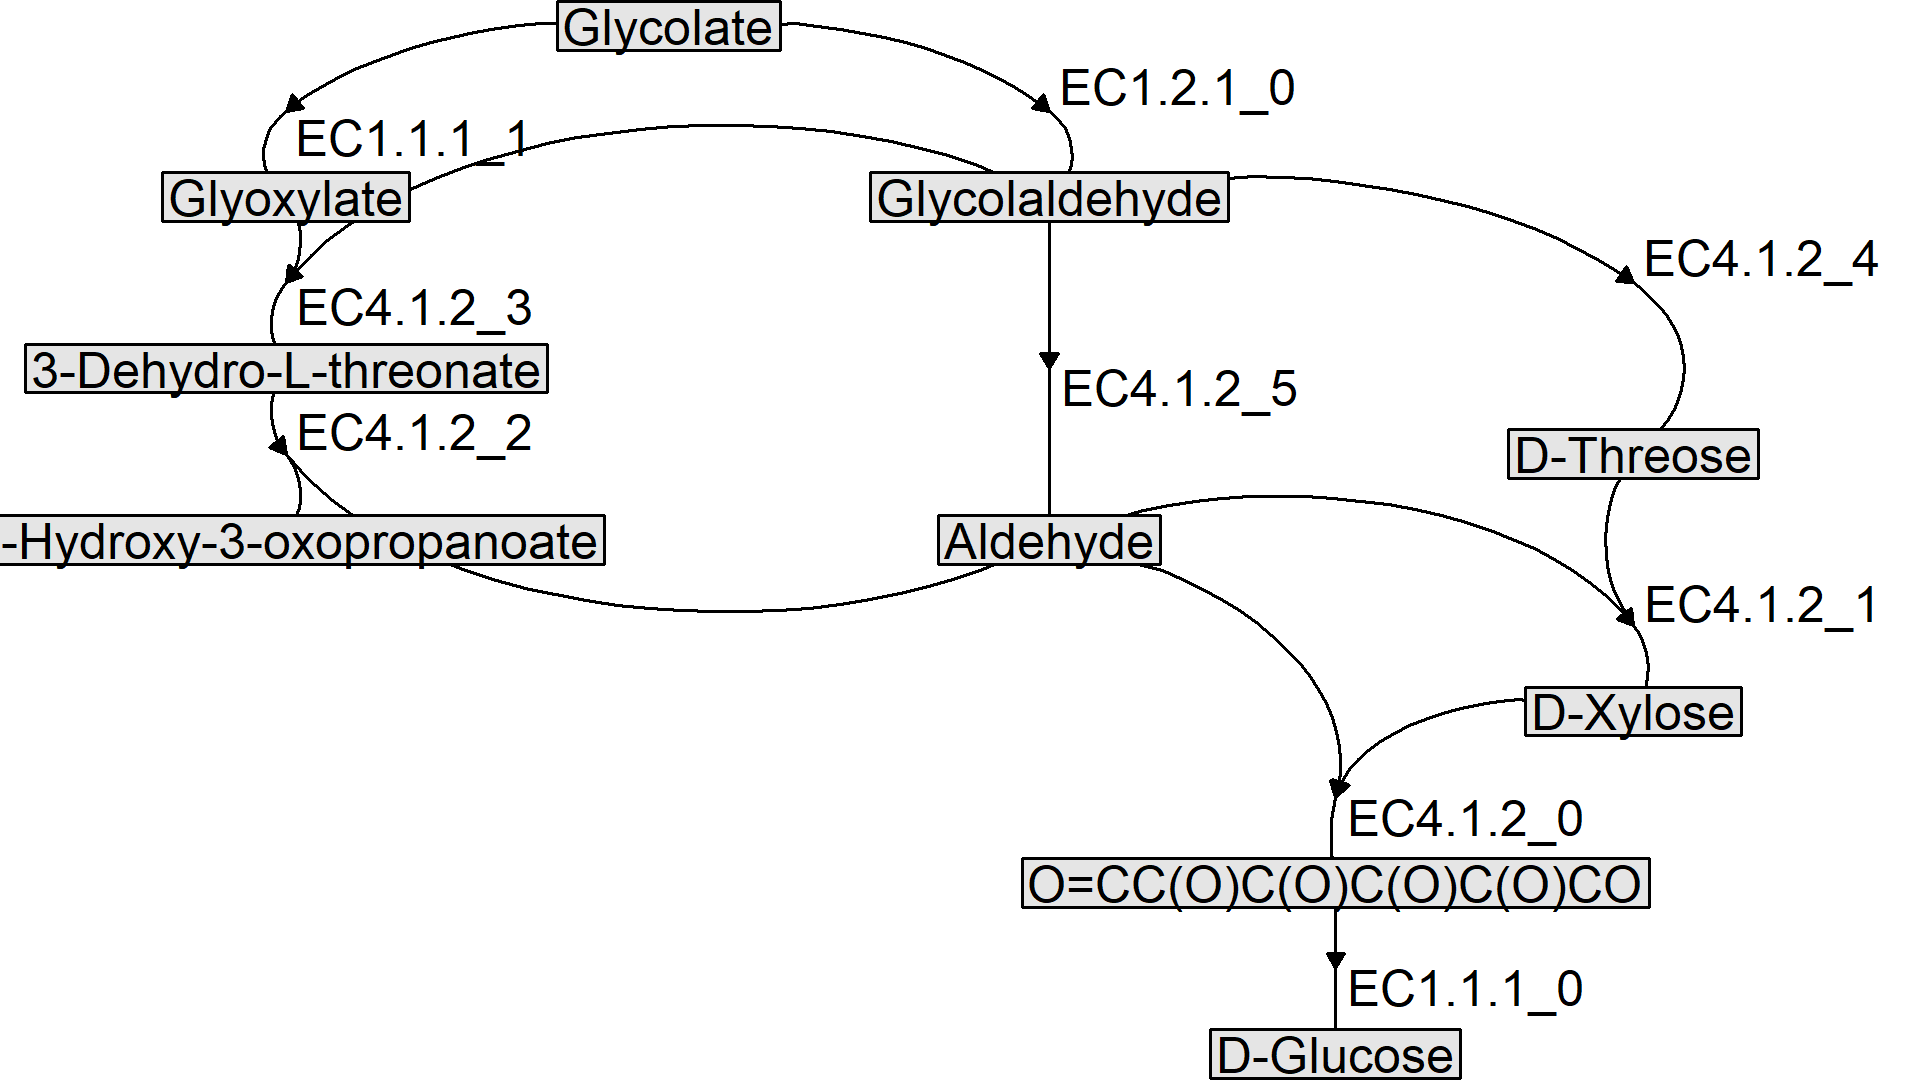 Glycolate
EC1.2.1_0
EC1.1.1_1
Glyoxylate
Glycolaldehyde
EC4.1.2_4
EC4.1.2_3
3-Dehydro-L-threonate
EC4.1.2_5
EC4.1.2_2
D-Threose
-Hydroxy-3-oxopropanoate
Aldehyde
EC4.1.2_1
D-Xylose
EC4.1.2_0
O=CC(O)C(O)C(O)C(O)CO
EC1.1.1_0
D-Glucose